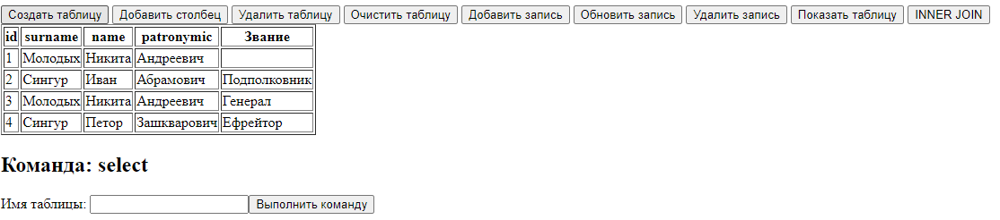 Создать таблицу Добавить столбец Удалить таблицу Очистить таблицу Добавить запись Обновить запись Удалить запись Показать таблицу INNER JOIN
id surname name patronymic Звание
1 Молодых Никита Андреевич
2 Сингур Иван Абрамович Подполковник
3 Молодых Никита Андреевич Генерал
4 Сингур Петор Зашкварович Ефрейтор
Команда: select
Имя таблицы: Выполнить команду